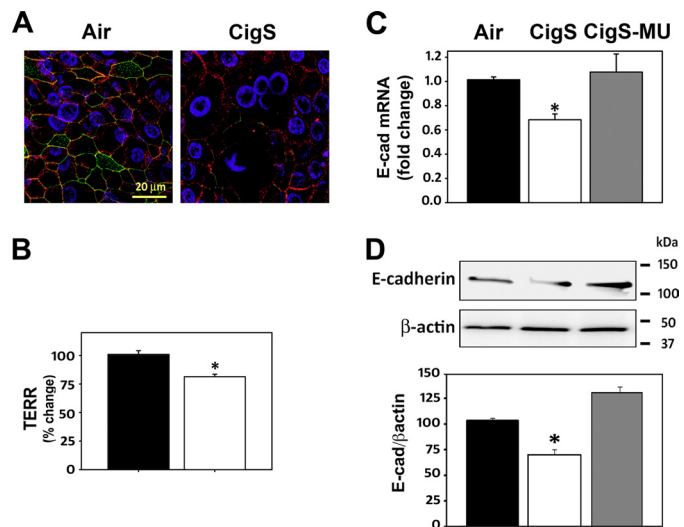 A
Air CigS
20 μm
B
TERR
(% change)
100
75
50
25
0
*
C
Air CigS CigS-MU
E-cad mRNA
(fold change)
1.2
1.0
0.8
0.6
0.4
0.2
0.0
*
D
kDa
E-cadherin
150
100
β-actin
50
37
E-cad/βactin
150
125
100
75
50
25
0
*